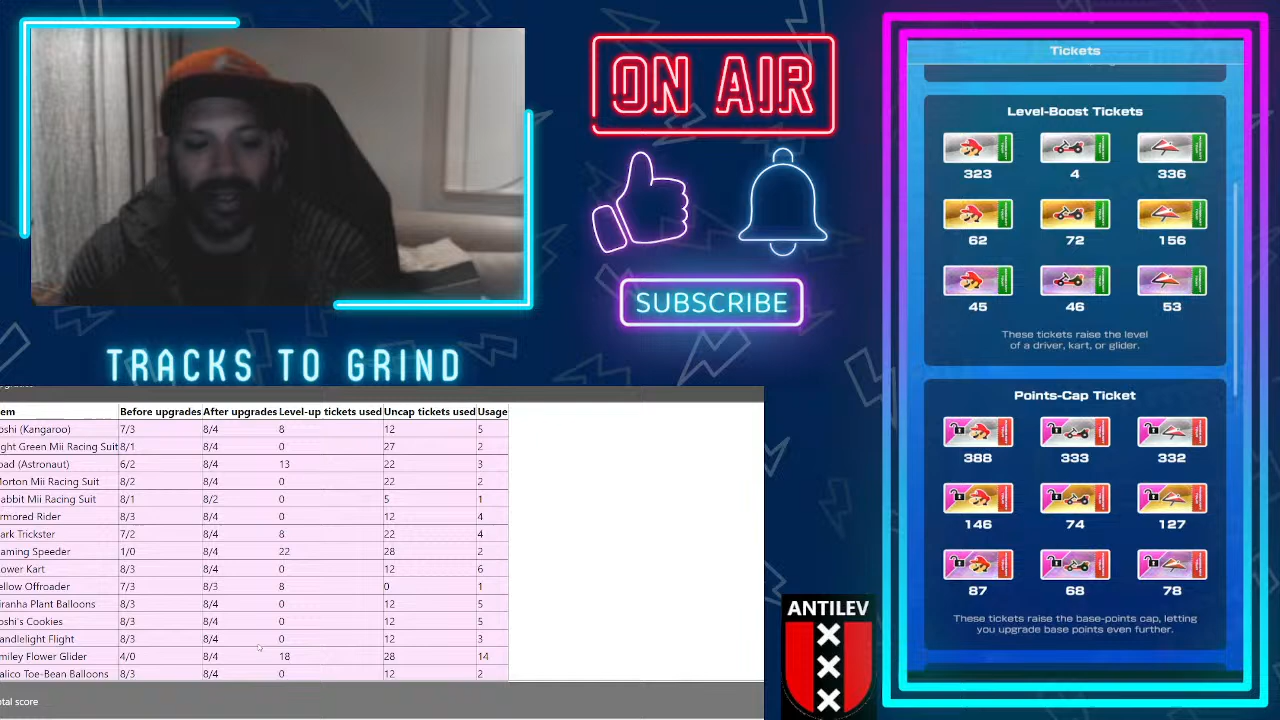 ON AIR
SUBSCRIBE
TRACKS TO GRIND
em Before upgrades After upgrades Level-up tickets used Uncap tickets used Usage
oshi (Kangaroo) 7/3 8/4 8 12 5
ight Green Mii Racing Suit 8/1 8/4 0 27 2
oad (Astronaut) 6/2 8/4 13 22 3
orton Mii Racing Suit 8/2 8/4 0 22 2
abbit Mii Racing Suit 8/1 8/2 0 5 1
rmored Rider 8/3 8/4 0 12 4
ark Trickster 7/2 8/4 8 22 4
aming Speeder 1/0 8/4 22 28 2
ower Kart 8/3 8/4 0 12 6
ellow Offroader 7/3 8/3 8 0
iranha Plant Balloons 8/3 8/4 0 12 5
oshi's Cookies 8/3 8/4 0 12 5
andlelight Flight 8/3 8/4 0 12 3
miley Flower Glider 4/0 8/4 18 28 14
alico Toe-Bean Balloons 8/3 8/4 0 12 2
tal score
ANTILEV
Tickets
Level-Boost Tickets
323 4 336
62 72 156
45 46 53
These tickets raise the level
of a driver, kart, or glider.
Points-Cap Ticket
388 333 332
146 74 127
87 68 78
These tickets raise the base-points cap, letting
you upgrade base points even further.